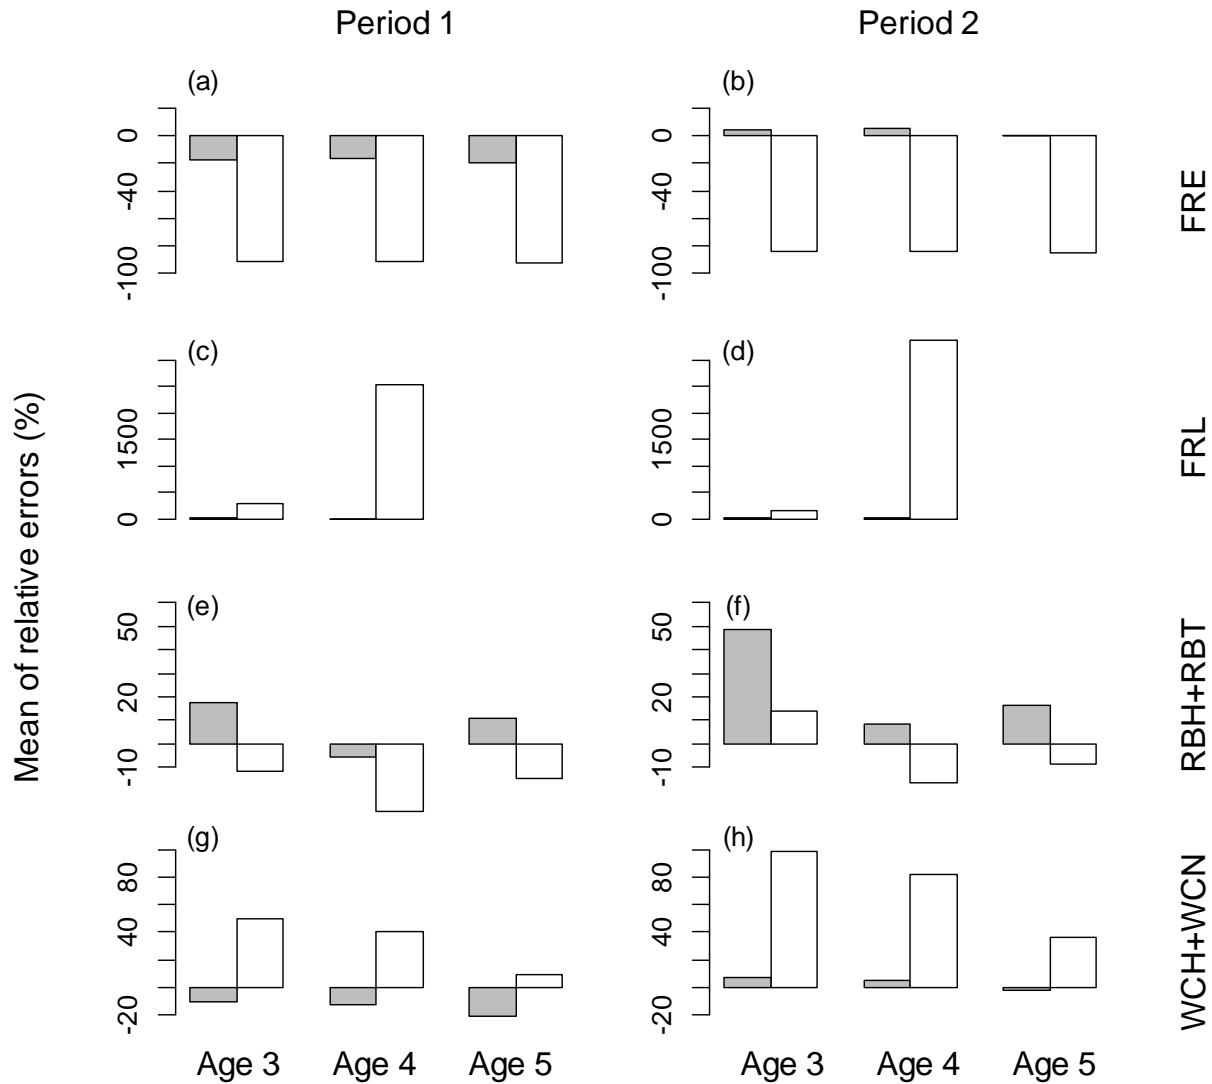 Period 1
Period 2
(a)
(b)
0
-40
-100
0
-40
-100
FRE
(c)
(d)
1500
0
1500
0
FRL
Mean of relative errors (%)
(e)
(f)
50
20
-10
50
20
-10
RBH+RBT
(g)
(h)
80
40
-20
80
40
-20
WCH+WCN
Age 3
Age 4
Age 5
Age 3
Age 4
Age 5